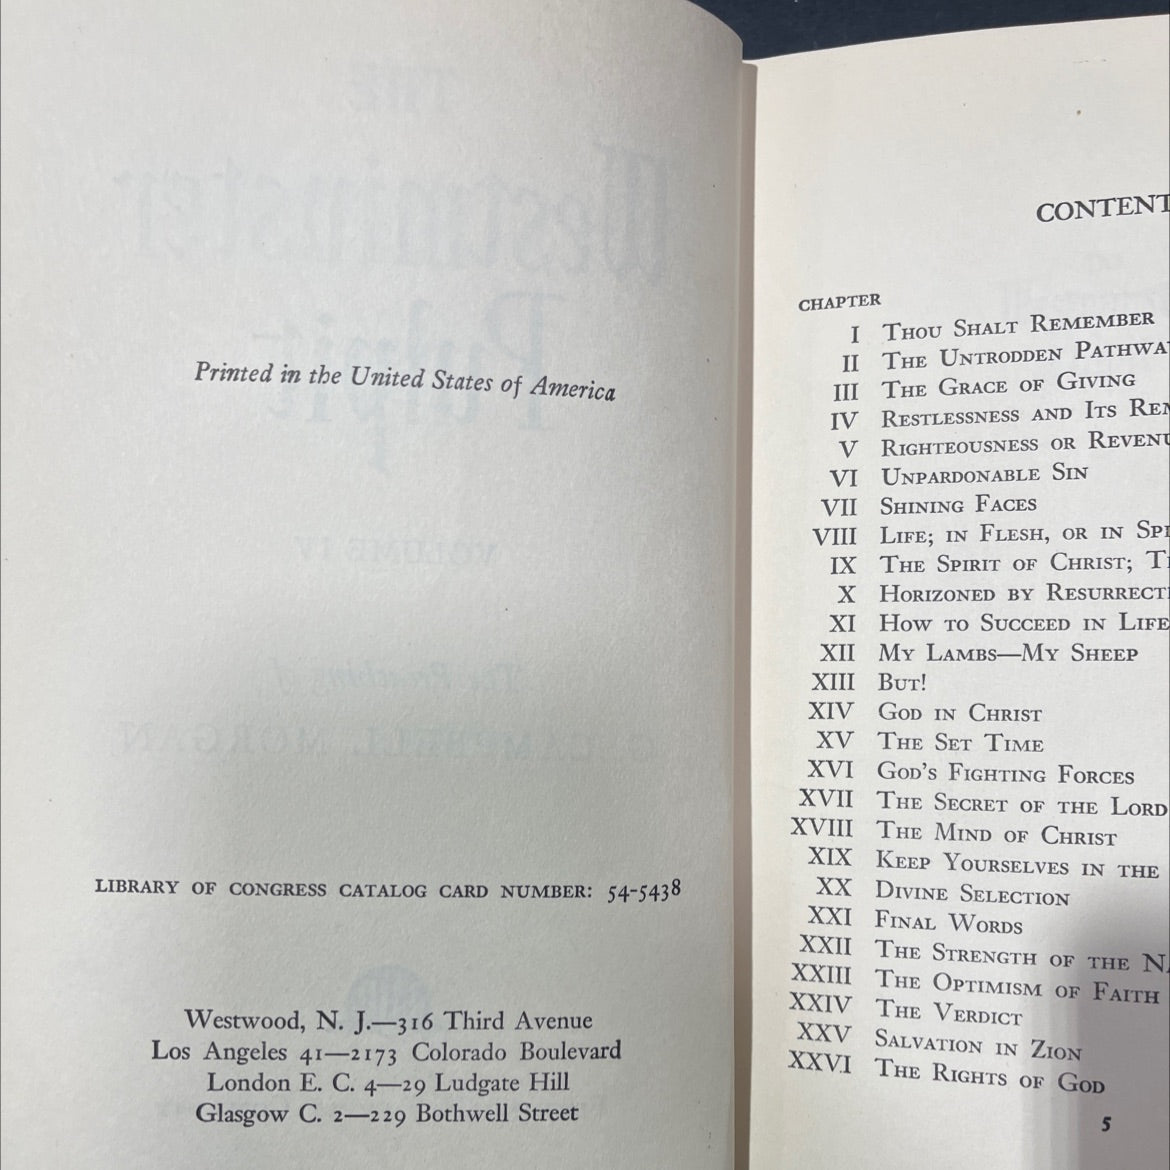 Printed in the United States of America
LIBRARY OF CONGRESS CATALOG CARD NUMBER: 54-5438
Westwood, N. J.—316 Third Avenue
Los Angeles 41—2173 Colorado Boulevard
London E. C. 4—29 Ludgate Hill
Glasgow C. 2—229 Bothwell Street
CONTENT
CHAPTER
I THOU SHALT REMEMBER
II THE UNTRODDEN PATHWA
III THE GRACE OF GIVING
IV RESTLESSNESS AND ITS REM
V RIGHTEOUSNESS OR REVENU
VI UNPARDONABLE SIN
VII SHINING FACES
VIII LIFE; IN FLESH, OR IN SPI
IX THE SPIRIT OF CHRIST; T
X HORIZONED BY RESURRECTI
XI HOW TO SUCCEED IN LIFE
XII MY LAMBS—MY SHEEP
XIII BUT!
XIV GOD IN CHRIST
XV THE SET TIME
XVI GOD'S FIGHTING FORCES
XVII THE SECRET OF THE LORD
XVIII THE MIND OF CHRIST
XIX KEEP YOURSELVES IN THE
XX DIVINE SELECTION
XXI FINAL WORDS
XXII THE STRENGTH OF THE NA
XXIII THE OPTIMISM OF FAITH
XXIV THE VERDICT
XXV SALVATION IN ZION
XXVI THE RIGHTS OF GOD
5